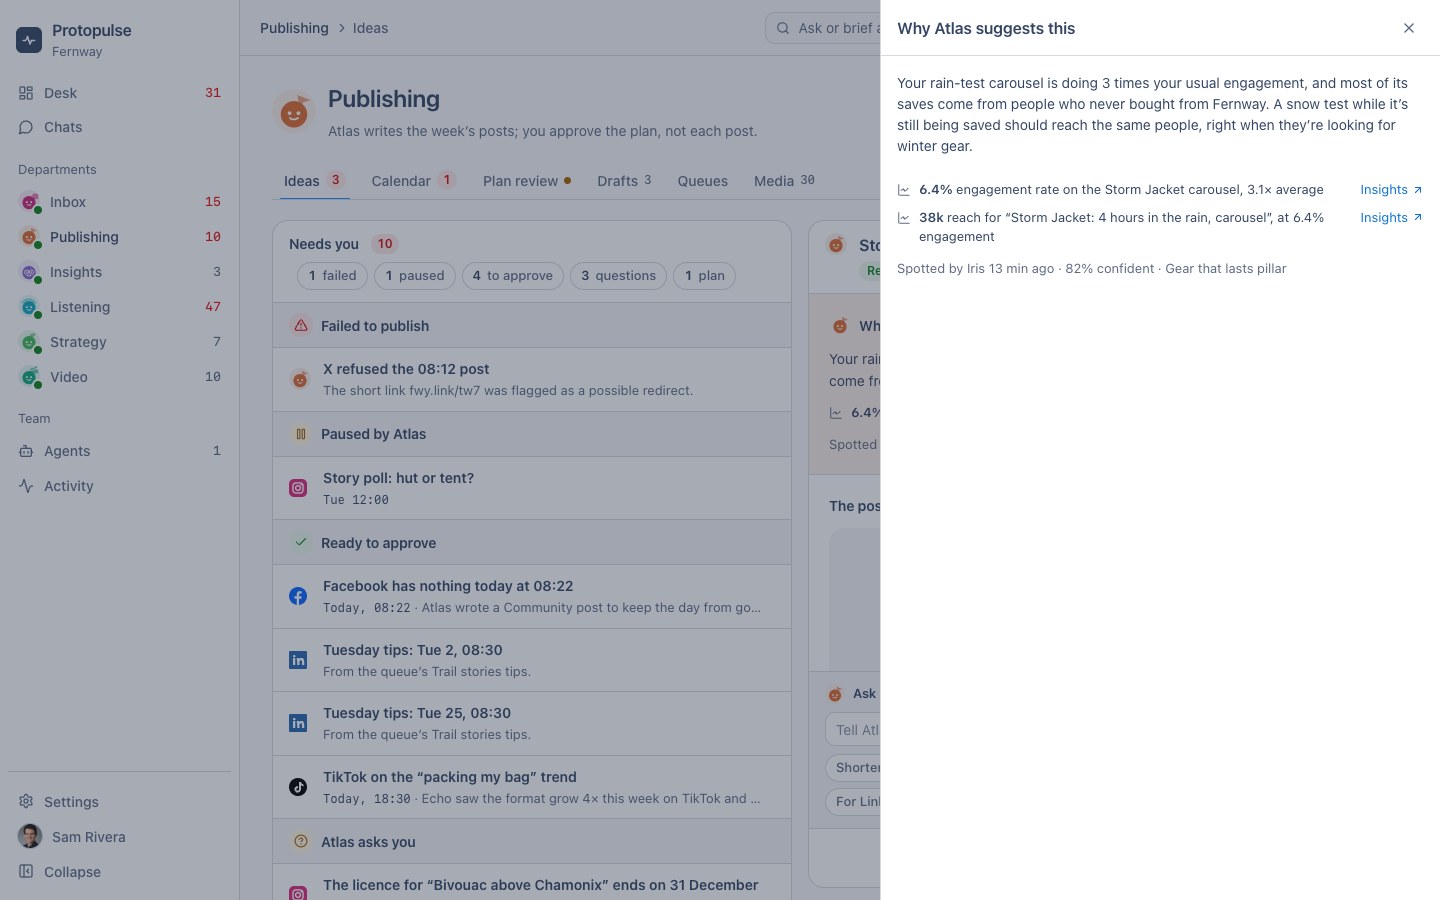 Protopulse
Fernway
Desk 31
Chats
Departments
Inbox 15
Publishing 10
Insights 3
Listening 47
Strategy 7
Video 10
Team
Agents 1
Activity
Settings
Sam Rivera
Collapse
Publishing > Ideas
Ask or brief a
Publishing
Atlas writes the week's posts; you approve the plan, not each post.
Ideas 3 Calendar 1 Plan review Drafts 3 Queues Media 30
Needs you 10
1 failed 1 paused 4 to approve 3 questions 1 plan
Failed to publish
X refused the 08:12 post
The short link fwy.link/tw7 was flagged as a possible redirect.
Paused by Atlas
Story poll: hut or tent?
Tue 12:00
Ready to approve
Facebook has nothing today at 08:22
Today, 08:22 · Atlas wrote a Community post to keep the day from go…
Tuesday tips: Tue 2, 08:30
From the queue's Trail stories tips.
Tuesday tips: Tue 25, 08:30
From the queue's Trail stories tips.
TikTok on the “packing my bag” trend
Today, 18:30 · Echo saw the format grow 4× this week on TikTok and …
Atlas asks you
The licence for “Bivouac above Chamonix” ends on 31 December
Sto
Re
Wh
Your rai
come fr
6.4%
Spotted
The pos
Ask
Tell Atl
Shorte
For Lin
Why Atlas suggests this
Your rain-test carousel is doing 3 times your usual engagement, and most of its
saves come from people who never bought from Fernway. A snow test while it’s
still being saved should reach the same people, right when they’re looking for
winter gear.
6.4% engagement rate on the Storm Jacket carousel, 3.1× average Insights ↗
38k reach for “Storm Jacket: 4 hours in the rain, carousel”, at 6.4% Insights ↗
engagement
Spotted by Iris 13 min ago · 82% confident · Gear that lasts pillar